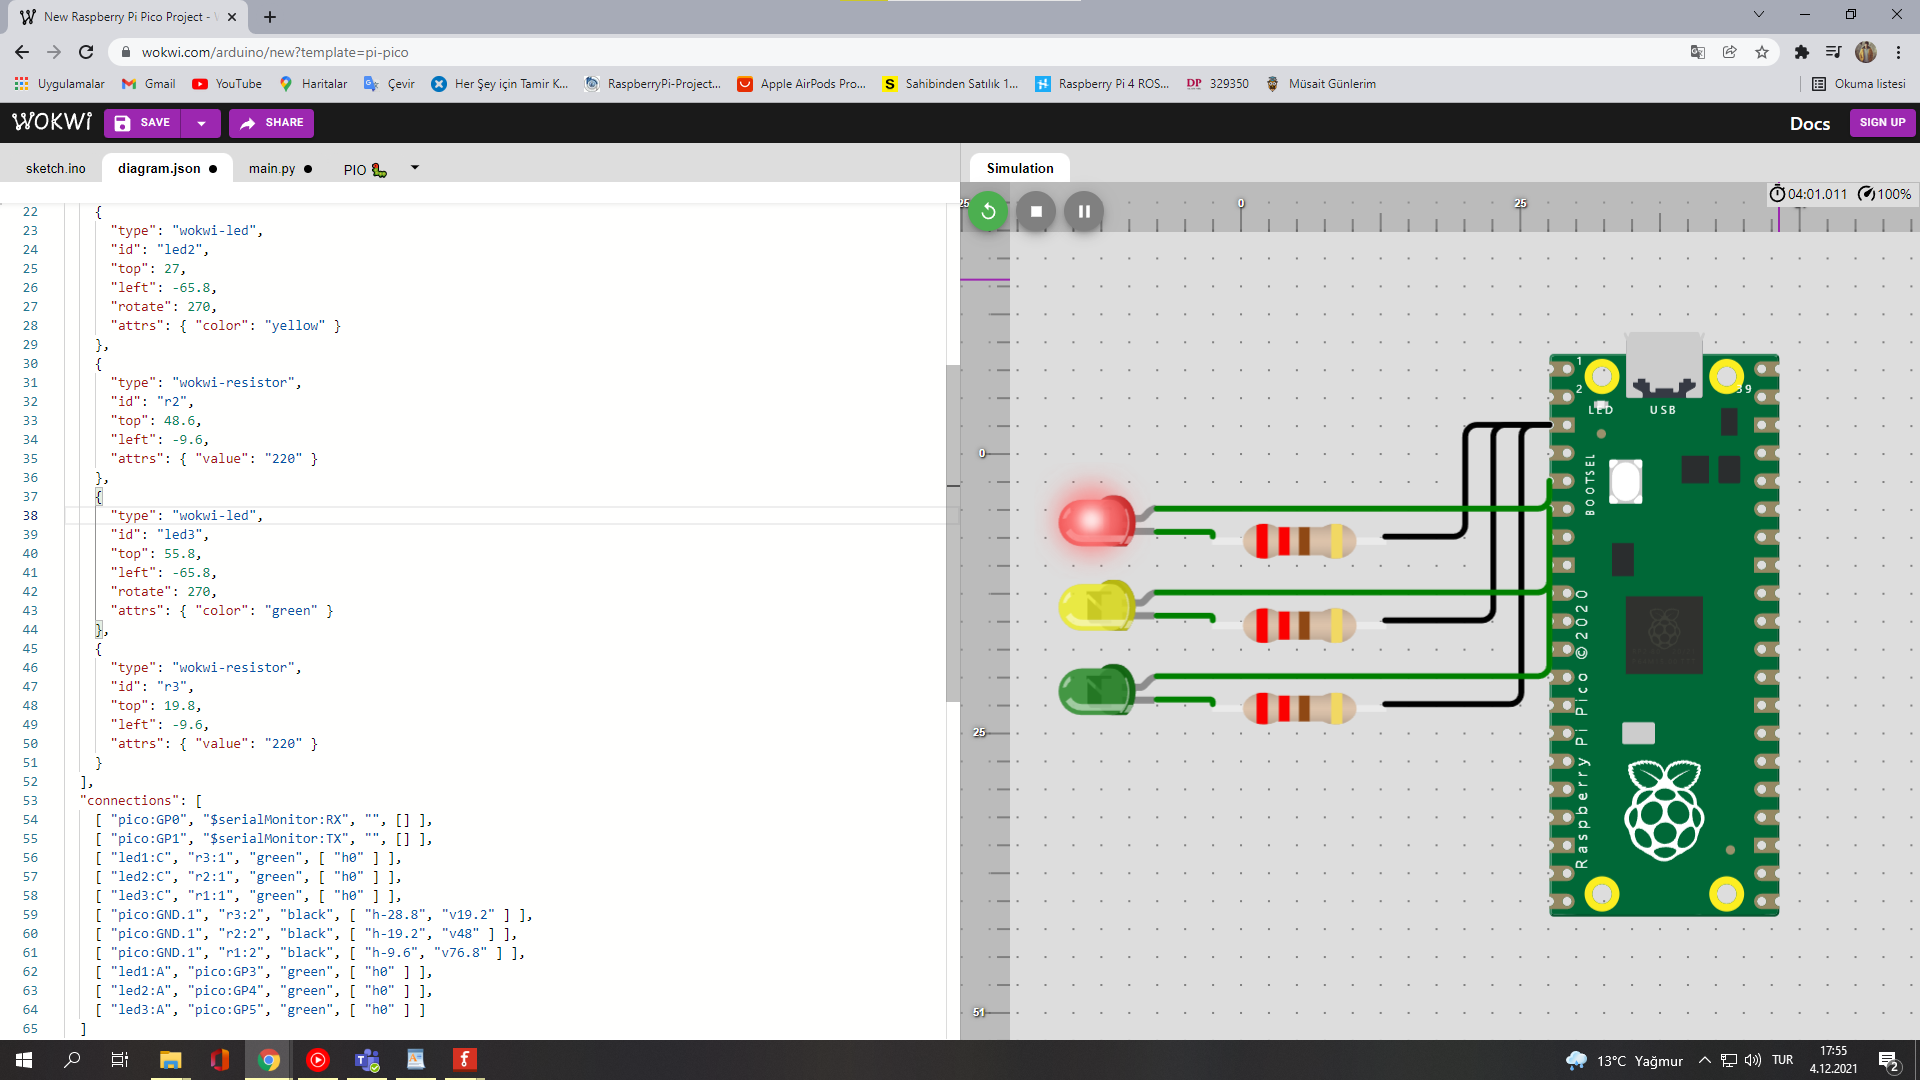 New Raspberry Pi Pico Project -
wokwi.com/arduino/new?template=pi-pico
Uygulamalar Gmail YouTube Haritalar Çevir Her Şey için Tamir K... RaspberryPi-Project... Apple AirPods Pro... Sahibinden Satılık 1... Raspberry Pi 4 ROS... DP 329350 Müsait Günlerim Okuma listesi
WOKWI SAVE SHARE Docs SIGN UP
sketch.ino diagram.json main.py PIO
Simulation
22 {
23 "type": "wokwi-led",
24 "id": "led2",
25 "top": 27,
26 "left": -65.8,
27 "rotate": 270,
28 "attrs": { "color": "yellow" }
29 },
30 {
31 "type": "wokwi-resistor",
32 "id": "r2",
33 "top": 48.6,
34 "left": -9.6,
35 "attrs": { "value": "220" }
36 },
37 {
38 "type": "wokwi-led",
39 "id": "led3",
40 "top": 55.8,
41 "left": -65.8,
42 "rotate": 270,
43 "attrs": { "color": "green" }
44 },
45 {
46 "type": "wokwi-resistor",
47 "id": "r3",
48 "top": 19.8,
49 "left": -9.6,
50 "attrs": { "value": "220" }
51 }
52 ],
53 "connections": [
54 [ "pico:GP0", "$serialMonitor:RX", "", [] ],
55 [ "pico:GP1", "$serialMonitor:TX", "", [] ],
56 [ "led1:C", "r3:1", "green", [ "h0" ] ],
57 [ "led2:C", "r2:1", "green", [ "h0" ] ],
58 [ "led3:C", "r1:1", "green", [ "h0" ] ],
59 [ "pico:GND.1", "r3:2", "black", [ "h-28.8", "v19.2" ] ],
60 [ "pico:GND.1", "r2:2", "black", [ "h-19.2", "v48" ] ],
61 [ "pico:GND.1", "r1:2", "black", [ "h-9.6", "v76.8" ] ],
62 [ "led1:A", "pico:GP3", "green", [ "h0" ] ],
63 [ "led2:A", "pico:GP4", "green", [ "h0" ] ],
64 [ "led3:A", "pico:GP5", "green", [ "h0" ] ]
65 ]
25 0 25
04:01.011 100%
0
25
51
1
2
39
LED USB
BOOTSEL
Raspberry Pi Pico ©2020
13°C Yağmur TUR 17:55
4.12.2021
2